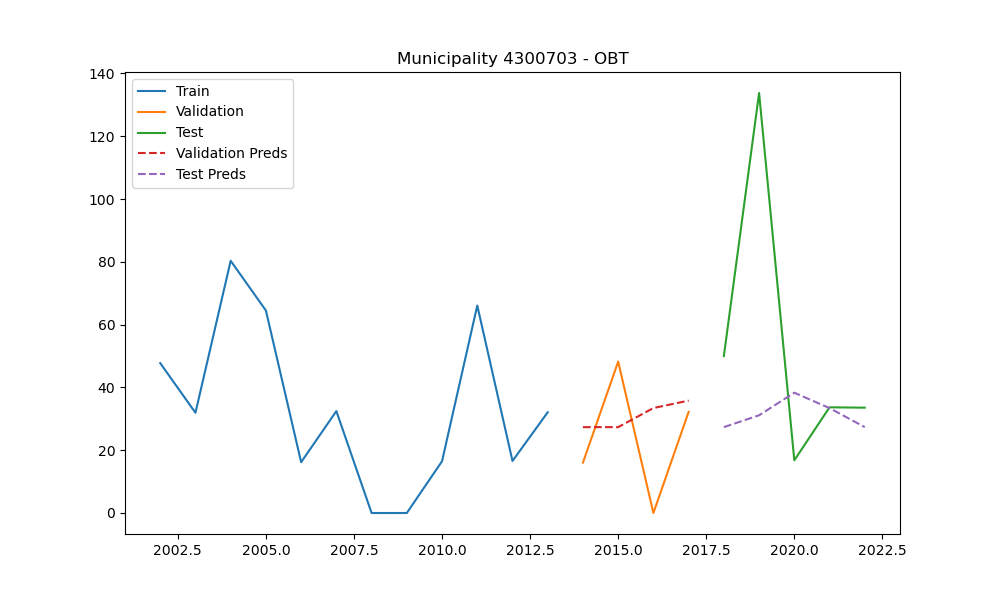 Municipality 4300703 - OBT
Train
Validation
Test
Validation Preds
Test Preds
140
120
100
80
60
40
20
0
2002.5 2005.0 2007.5 2010.0 2012.5 2015.0 2017.5 2020.0 2022.5